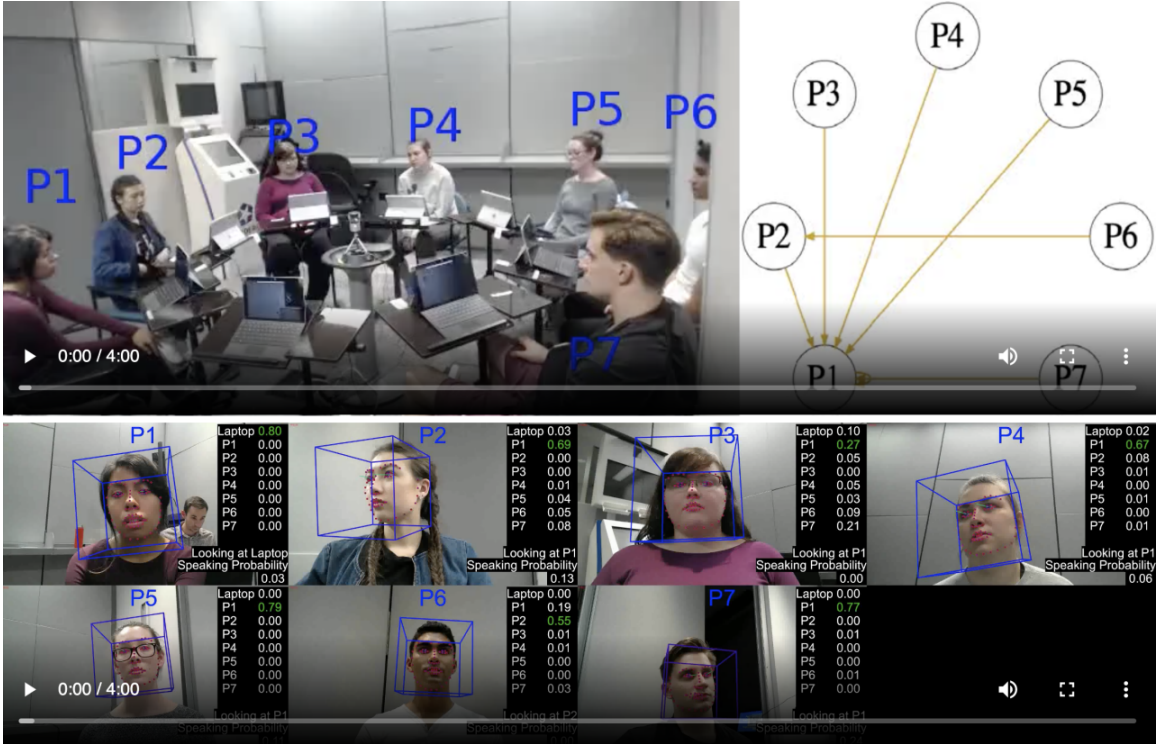 P1
P2
P3
P4
P5
P6
P7
0:00 / 4:00
P4
P3
P5
P2
P6
P1
P7
P1
Laptop 0.80
P1 0.00
P2 0.00
P3 0.00
P4 0.00
P5 0.00
P6 0.00
P7 0.00
Looking at Laptop
Speaking Probability
0.03
P2
Laptop 0.03
P1 0.69
P2 0.00
P3 0.00
P4 0.01
P5 0.04
P6 0.05
P7 0.08
Looking at P1
Speaking Probability
0.13
P3
Laptop 0.10
P1 0.27
P2 0.05
P3 0.00
P4 0.05
P5 0.03
P6 0.09
P7 0.21
Looking at P1
Speaking Probability
0.00
P4
Laptop 0.02
P1 0.67
P2 0.08
P3 0.01
P4 0.00
P5 0.01
P6 0.01
P7 0.01
Looking at P1
Speaking Probability
0.06
P5
Laptop 0.00
P1 0.79
P2 0.00
P3 0.00
P4 0.00
P5 0.00
P6 0.00
P7 0.00
Looking at P1
Speaking Probability
P6
Laptop 0.00
P1 0.19
P2 0.55
P3 0.01
P4 0.01
P5 0.00
P6 0.00
P7 0.03
Looking at P2
Speaking Probability
P7
Laptop 0.00
P1 0.77
P2 0.00
P3 0.01
P4 0.00
P5 0.00
P6 0.01
P7 0.00
Looking at P1
Speaking Probability
0:00 / 4:00